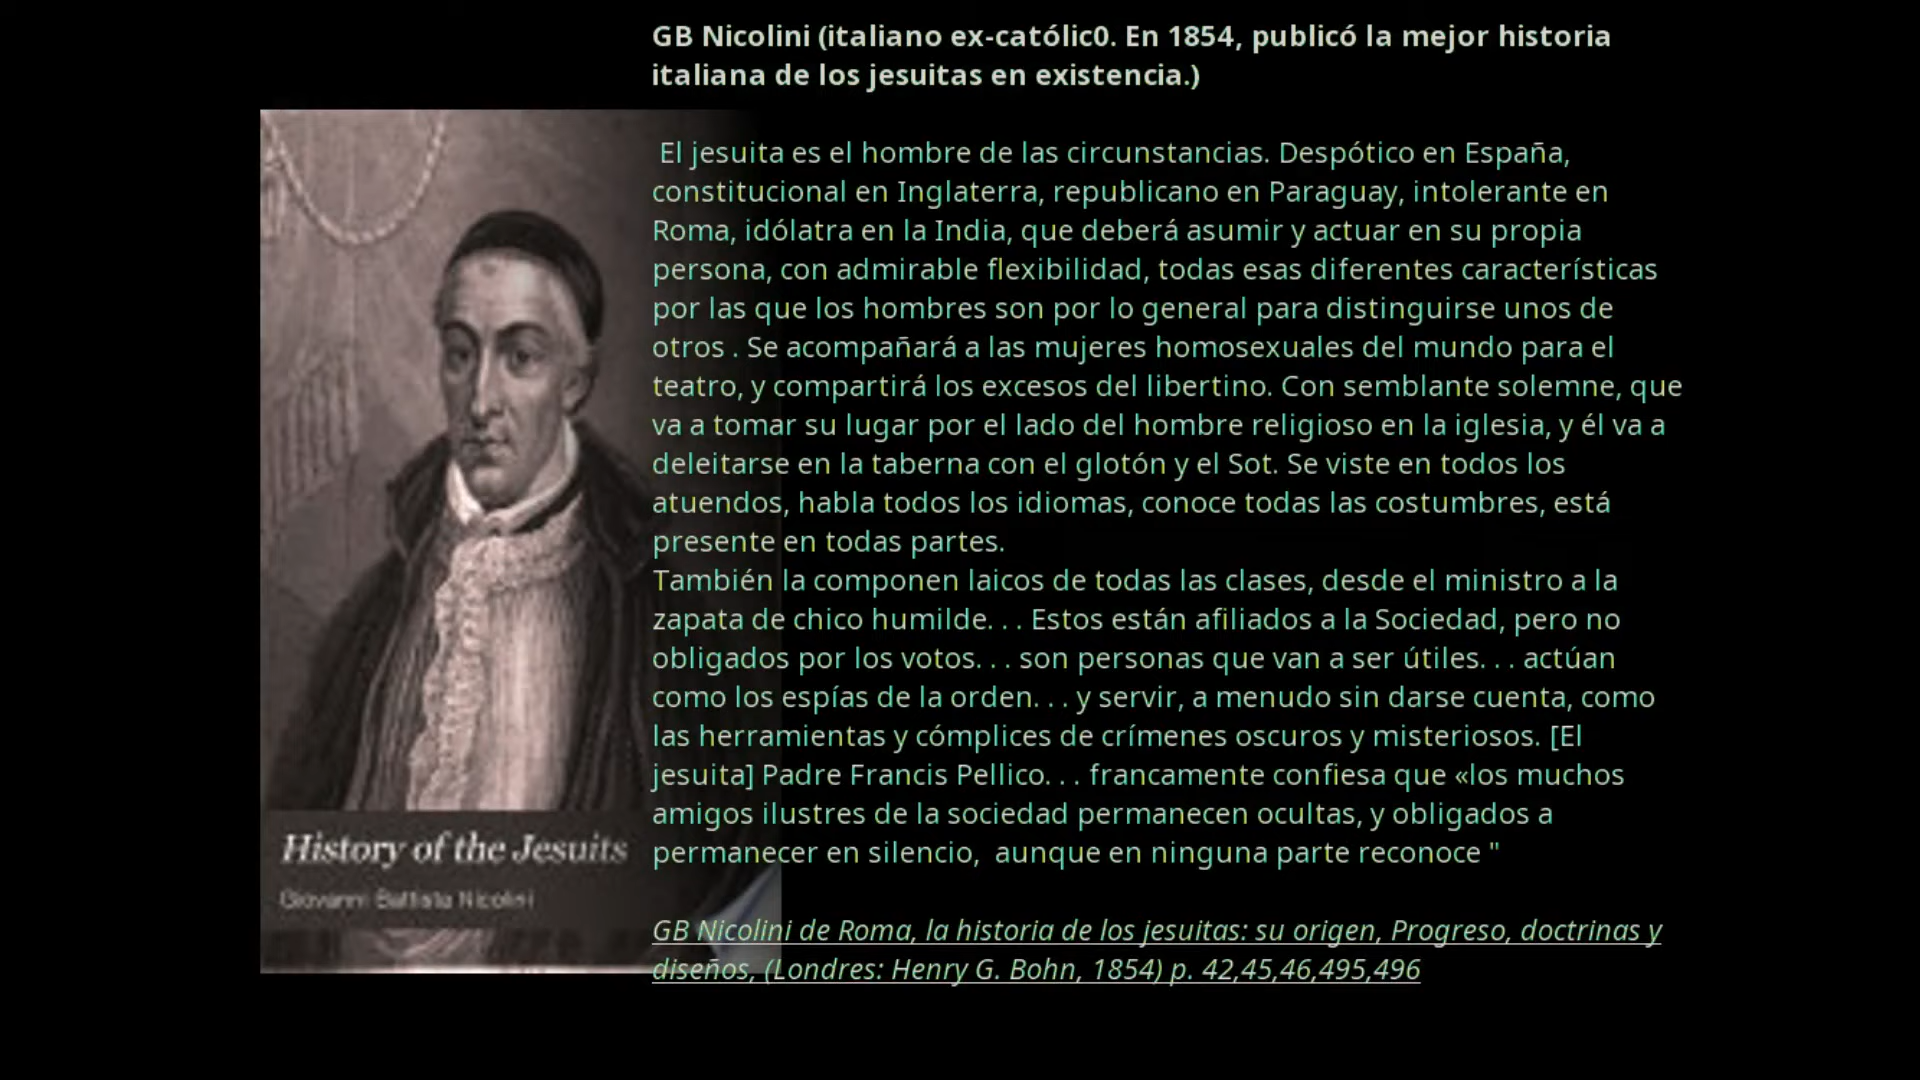 GB Nicolini (italiano ex-católic0. En 1854, publicó la mejor historia
italiana de los jesuitas en existencia.)
El jesuita es el hombre de las circunstancias. Despótico en España,
constitucional en Inglaterra, republicano en Paraguay, intolerante en
Roma, idólatra en la India, que deberá asumir y actuar en su propia
persona, con admirable flexibilidad, todas esas diferentes características
por las que los hombres son por lo general para distinguirse unos de
otros . Se acompañará a las mujeres homosexuales del mundo para el
teatro, y compartirá los excesos del libertino. Con semblante solemne, que
va a tomar su lugar por el lado del hombre religioso en la iglesia, y él va a
deleitarse en la taberna con el glotón y el Sot. Se viste en todos los
atuendos, habla todos los idiomas, conoce todas las costumbres, está
presente en todas partes.
También la componen laicos de todas las clases, desde el ministro a la
zapata de chico humilde. . . Estos están afiliados a la Sociedad, pero no
obligados por los votos. . . son personas que van a ser útiles. . . actúan
como los espías de la orden. . . y servir, a menudo sin darse cuenta, como
las herramientas y cómplices de crímenes oscuros y misteriosos. [El
jesuita] Padre Francis Pellico. . . francamente confiesa que «los muchos
amigos ilustres de la sociedad permanecen ocultas, y obligados a
permanecer en silencio,  aunque en ninguna parte reconoce "
GB Nicolini de Roma, la historia de los jesuitas: su origen, Progreso, doctrinas y
diseños, (Londres: Henry G. Bohn, 1854) p. 42,45,46,495,496
History of the Jesuits
Giovanni Battista Nicolini